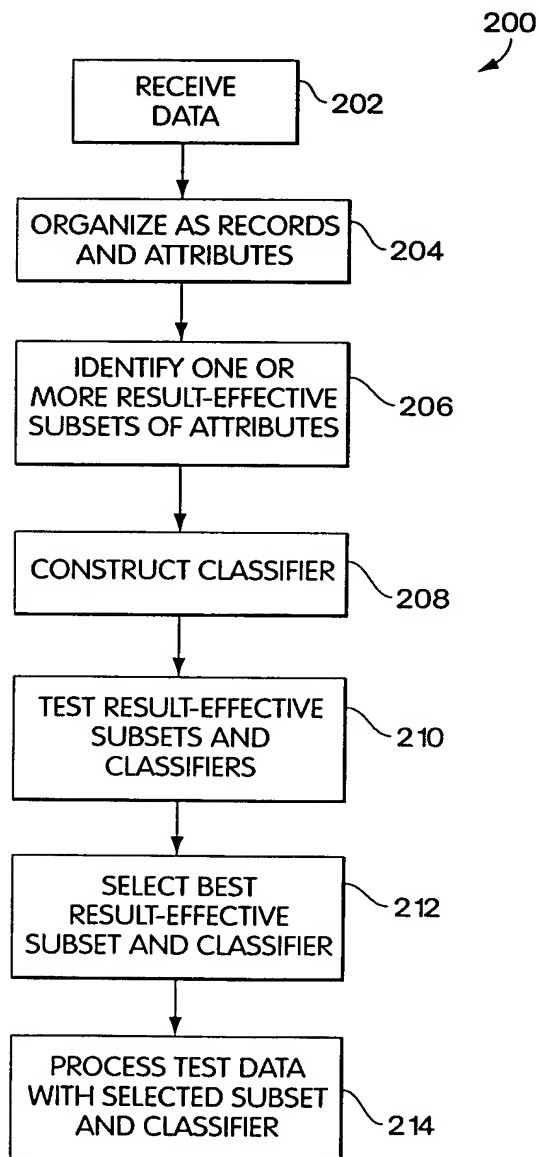 200
RECEIVE
DATA
202
ORGANIZE AS RECORDS
AND ATTRIBUTES
204
IDENTIFY ONE OR
MORE RESULT-EFFECTIVE
SUBSETS OF ATTRIBUTES
206
CONSTRUCT CLASSIFIER
208
TEST RESULT-EFFECTIVE
SUBSETS AND
CLASSIFIERS
210
SELECT BEST
RESULT-EFFECTIVE
SUBSET AND CLASSIFIER
212
PROCESS TEST DATA
WITH SELECTED SUBSET
AND CLASSIFIER
214